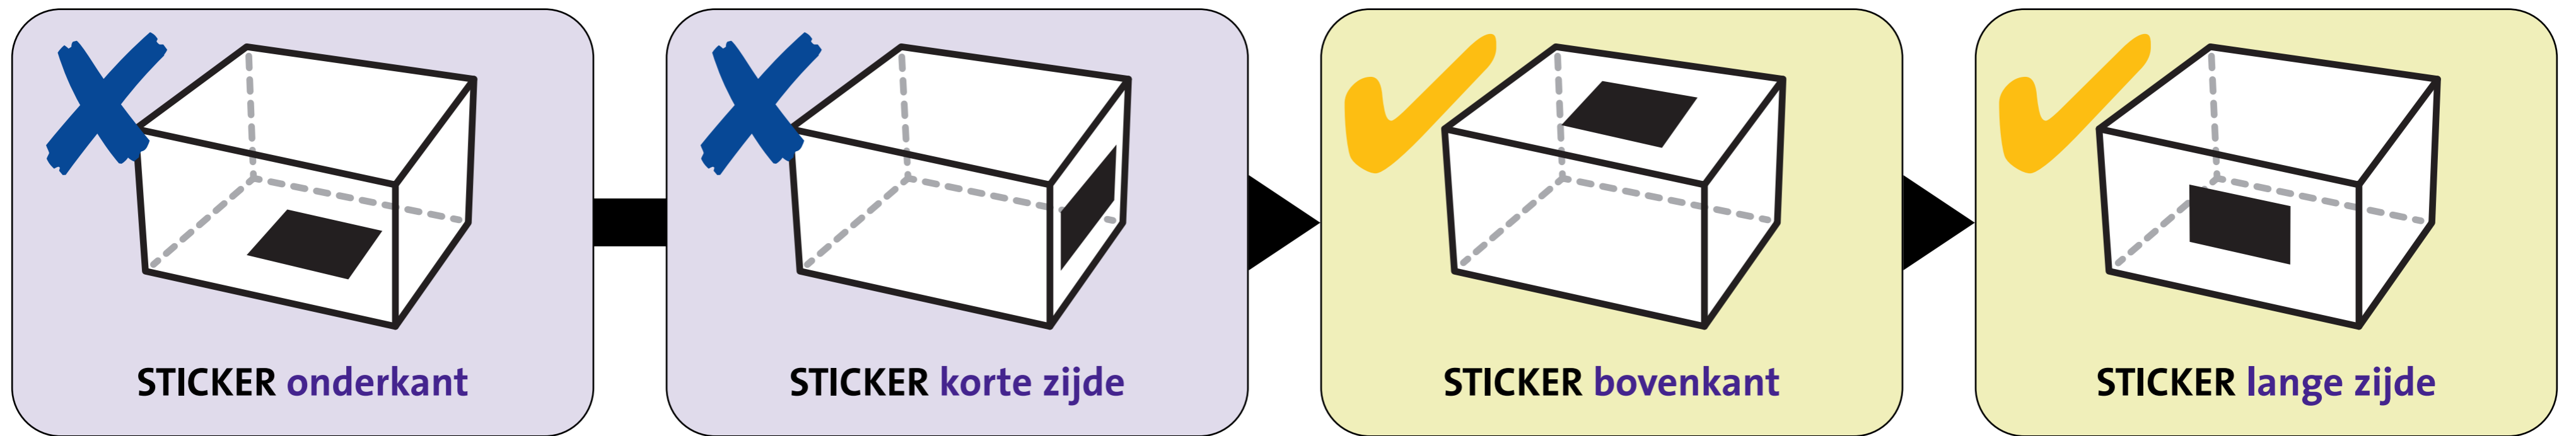 STICKER onderkant
STICKER korte zijde
STICKER bovenkant
STICKER lange zijde